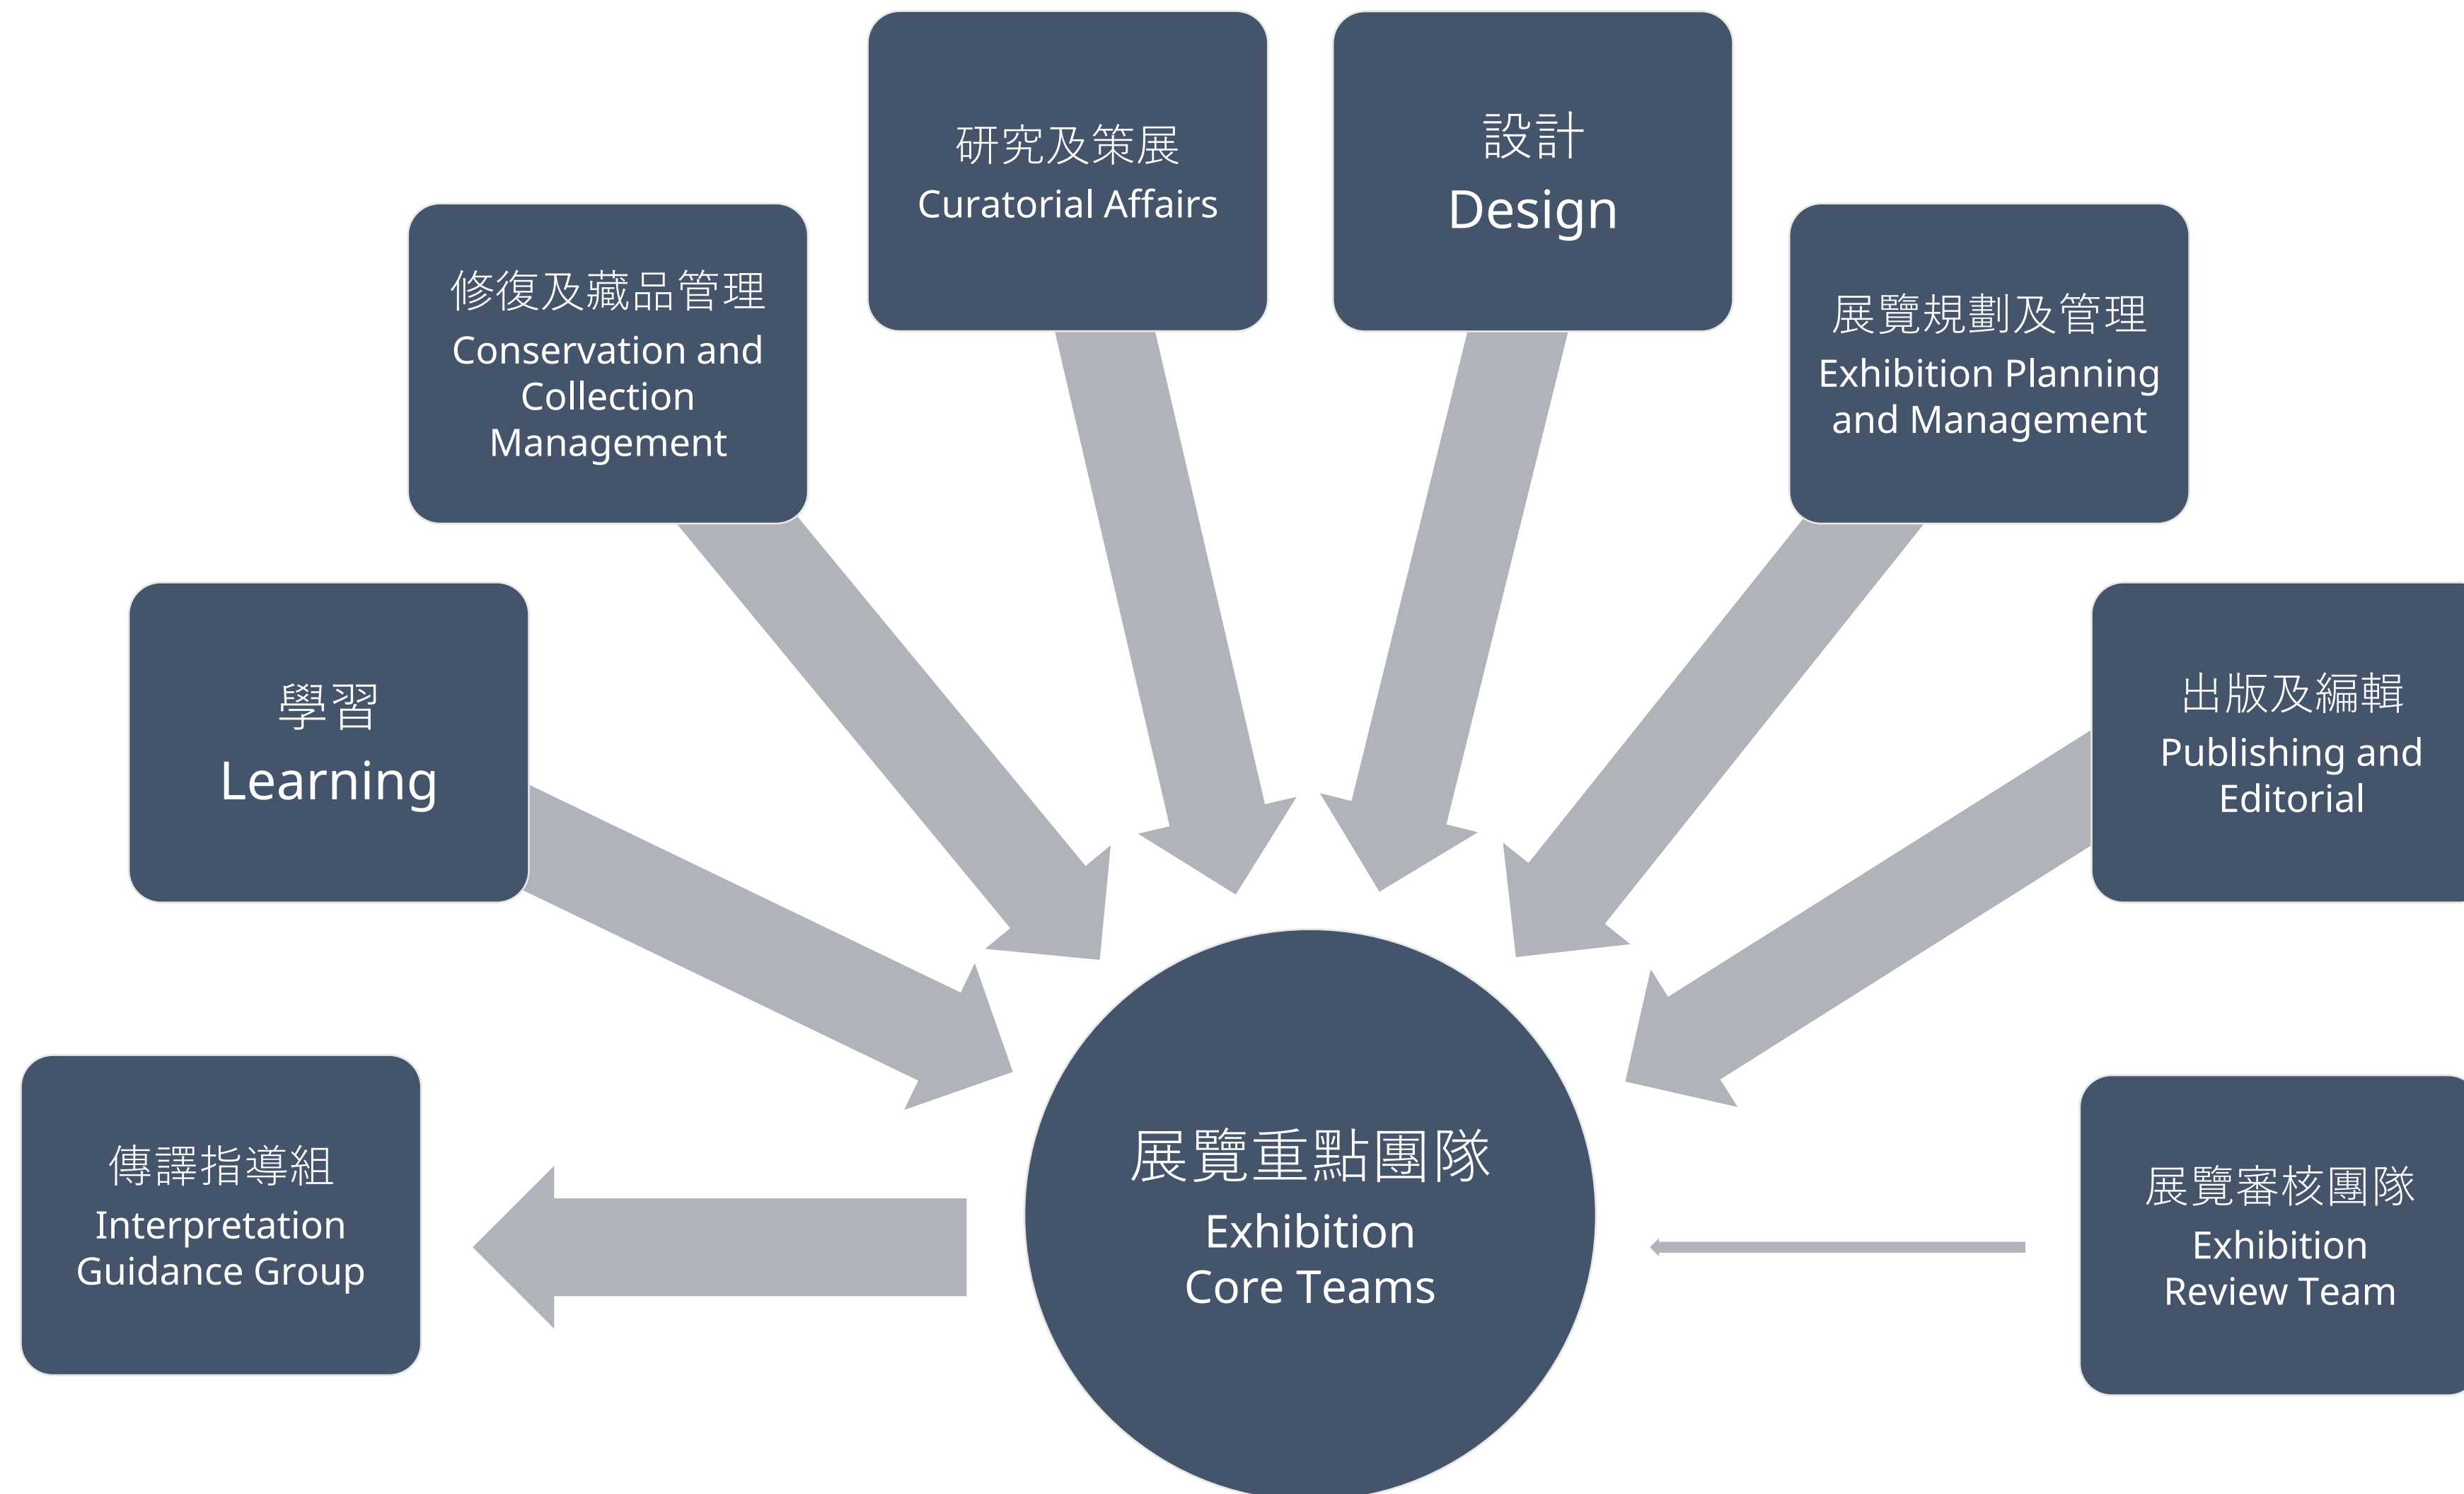 研究及策展
Curatorial Affairs
設計
Design
修復及藏品管理
Conservation and
Collection
Management
展覽規劃及管理
Exhibition Planning
and Management
學習
Learning
出版及編輯
Publishing and
Editorial
傳譯指導組
Interpretation
Guidance Group
展覽重點團隊
Exhibition
Core Teams
展覽審核團隊
Exhibition
Review Team